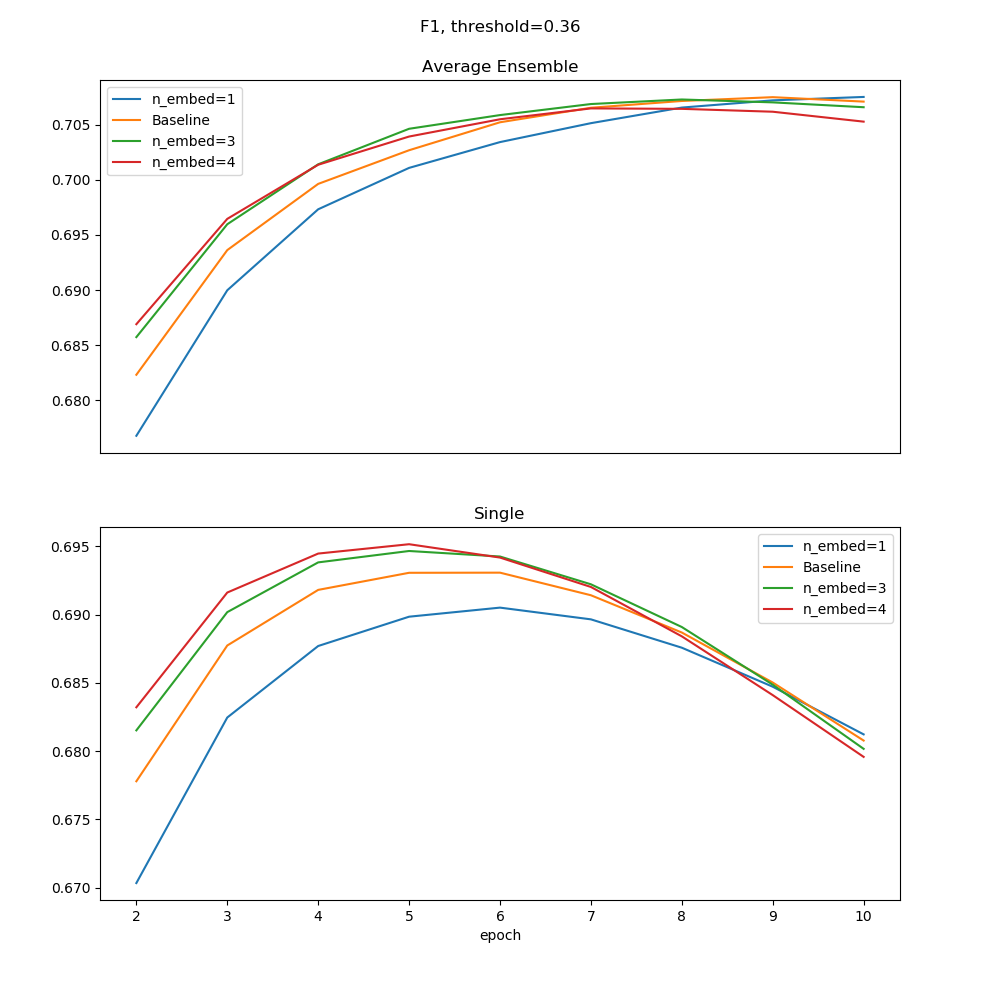 F1, threshold=0.36
Average Ensemble
n_embed=1
Baseline
n_embed=3
n_embed=4
0.705
0.700
0.695
0.690
0.685
0.680
Single
n_embed=1
Baseline
n_embed=3
n_embed=4
0.695
0.690
0.685
0.680
0.675
0.670
2 3 4 5 6 7 8 9 10
epoch